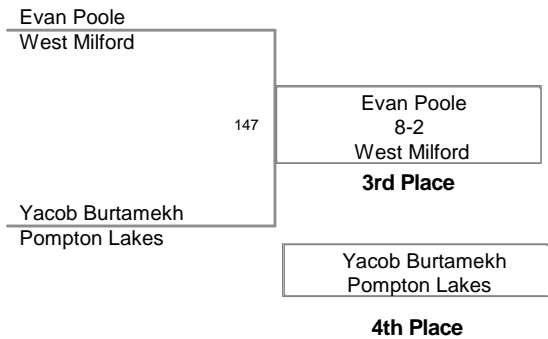 Evan Poole
West Milford
147
Evan Poole
8-2
West Milford
3rd Place
Yacob Burtamekh
Pompton Lakes
Yacob Burtamekh
Pompton Lakes
4th Place